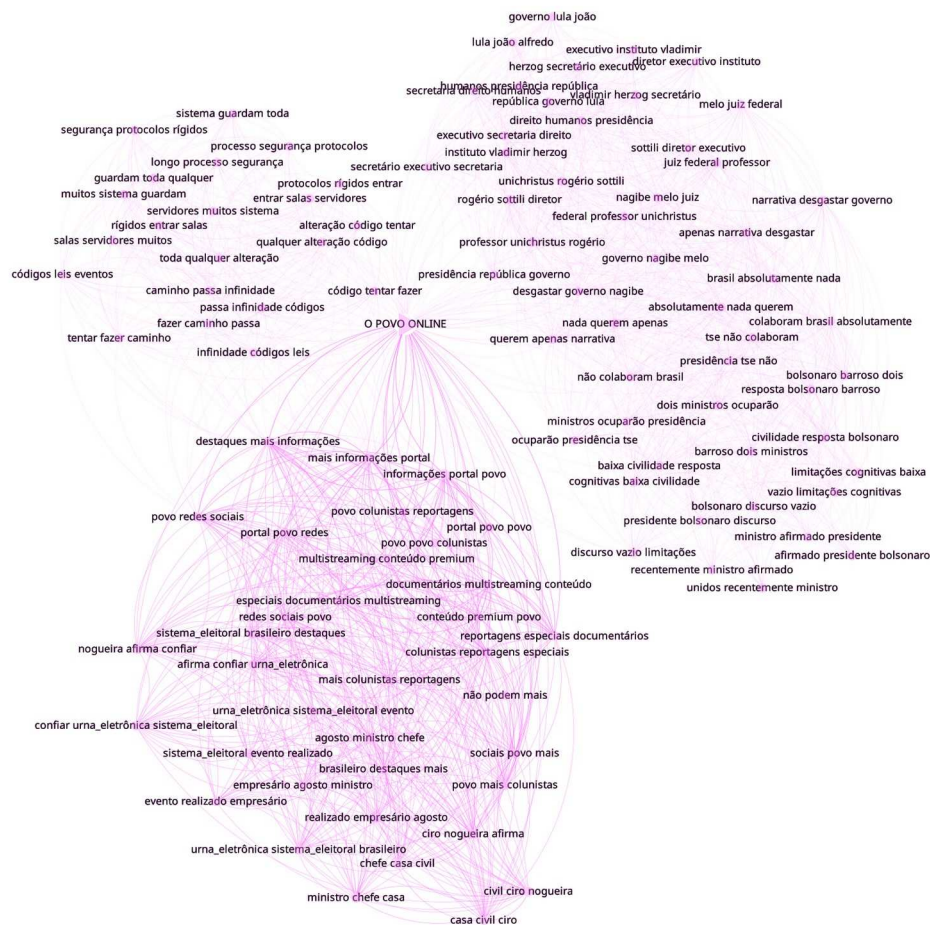 governo lula joão
lula joão alfredo
executivo instituto vladimir
diretor executivo instituto
herzog secretário executivo
humanos presidência república
secretaria direito humanos
vladimir herzog secretário
república governo lula
melo juiz federal
sistema guardam toda
direito humanos presidência
segurança protocolos rígidos
executivo secretaria direito
processo segurança protocolos
sottili diretor executivo
instituto vladimir herzog
longo processo segurança
juiz federal professor
secretário executivo secretaria
guardam toda qualquer
protocolos rígidos entrar
unichristus rogério sottili
muitos sistema guardam
entrar salas servidores
rogério sottili diretor
nagibe melo juiz
narrativa desgastar governo
servidores muitos sistema
federal professor unichristus
rígidos entrar salas
alteração código tentar
apenas narrativa desgastar
salas servidores muitos
qualquer alteração código
professor unichristus rogério
toda qualquer alteração
governo nagibe melo
códigos leis eventos
presidência república governo
brasil absolutamente nada
caminho passa infinidade
código tentar fazer
desgastar governo nagibe
passa infinidade códigos
absolutamente nada querem
fazer caminho passa
O POVO ONLINE
nada querem apenas
colaboram brasil absolutamente
tentar fazer caminho
querem apenas narrativa
tse não colaboram
infinidade códigos leis
presidência tse não
não colaboram brasil
bolsonaro barroso dois
resposta bolsonaro barroso
dois ministros ocuparão
ministros ocuparão presidência
destaques mais informações
ocuparão presidência tse
civilidade resposta bolsonaro
barroso dois ministros
mais informações portal
baixa civilidade resposta
limitações cognitivas baixa
informações portal povo
cognitivas baixa civilidade
vazio limitações cognitivas
bolsonaro discurso vazio
povo colunistas reportagens
povo redes sociais
presidente bolsonaro discurso
portal povo povo
portal povo redes
ministro afirmado presidente
povo povo colunistas
discurso vazio limitações
afirmado presidente bolsonaro
multistreaming conteúdo premium
recentemente ministro afirmado
documentários multistreaming conteúdo
unidos recentemente ministro
especiais documentários multistreaming
redes sociais povo
conteúdo premium povo
sistema_eleitoral brasileiro destaques
reportagens especiais documentários
nogueira afirma confiar
colunistas reportagens especiais
afirma confiar urna_eletrônica
mais colunistas reportagens
não podem mais
urna_eletrônica sistema_eleitoral evento
confiar urna_eletrônica sistema_eleitoral
agosto ministro chefe
sistema_eleitoral evento realizado
sociais povo mais
brasileiro destaques mais
empresário agosto ministro
povo mais colunistas
evento realizado empresário
realizado empresário agosto
ciro nogueira afirma
urna_eletrônica sistema_eleitoral brasileiro
chefe casa civil
civil ciro nogueira
ministro chefe casa
casa civil ciro